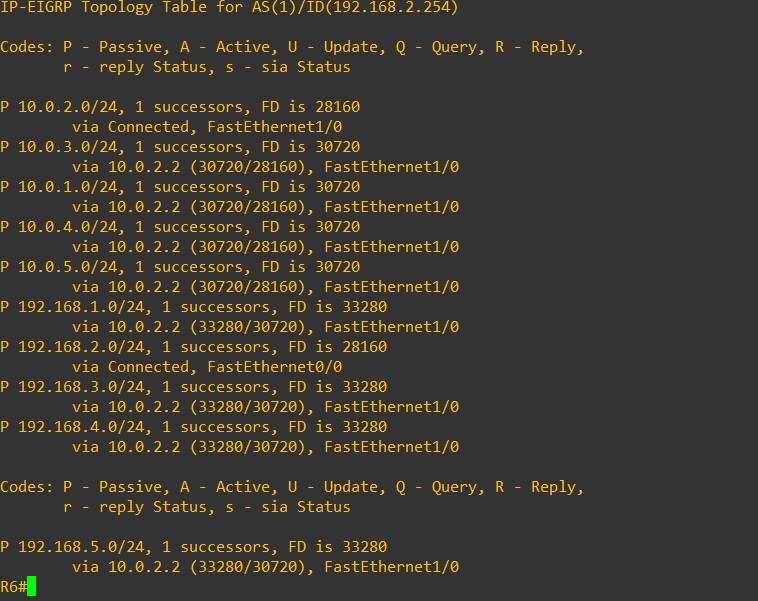 IP-EIGRP Topology Table for AS(1)/ID(192.168.2.254)
Codes: P - Passive, A - Active, U - Update, Q - Query, R - Reply,
r - reply Status, s - sia Status
P 10.0.2.0/24, 1 successors, FD is 28160
via Connected, FastEthernet1/0
P 10.0.3.0/24, 1 successors, FD is 30720
via 10.0.2.2 (30720/28160), FastEthernet1/0
P 10.0.1.0/24, 1 successors, FD is 30720
via 10.0.2.2 (30720/28160), FastEthernet1/0
P 10.0.4.0/24, 1 successors, FD is 30720
via 10.0.2.2 (30720/28160), FastEthernet1/0
P 10.0.5.0/24, 1 successors, FD is 30720
via 10.0.2.2 (30720/28160), FastEthernet1/0
P 192.168.1.0/24, 1 successors, FD is 33280
via 10.0.2.2 (33280/30720), FastEthernet1/0
P 192.168.2.0/24, 1 successors, FD is 28160
via Connected, FastEthernet0/0
P 192.168.3.0/24, 1 successors, FD is 33280
via 10.0.2.2 (33280/30720), FastEthernet1/0
P 192.168.4.0/24, 1 successors, FD is 33280
via 10.0.2.2 (33280/30720), FastEthernet1/0
Codes: P - Passive, A - Active, U - Update, Q - Query, R - Reply,
r - reply Status, s - sia Status
P 192.168.5.0/24, 1 successors, FD is 33280
via 10.0.2.2 (33280/30720), FastEthernet1/0
R6#